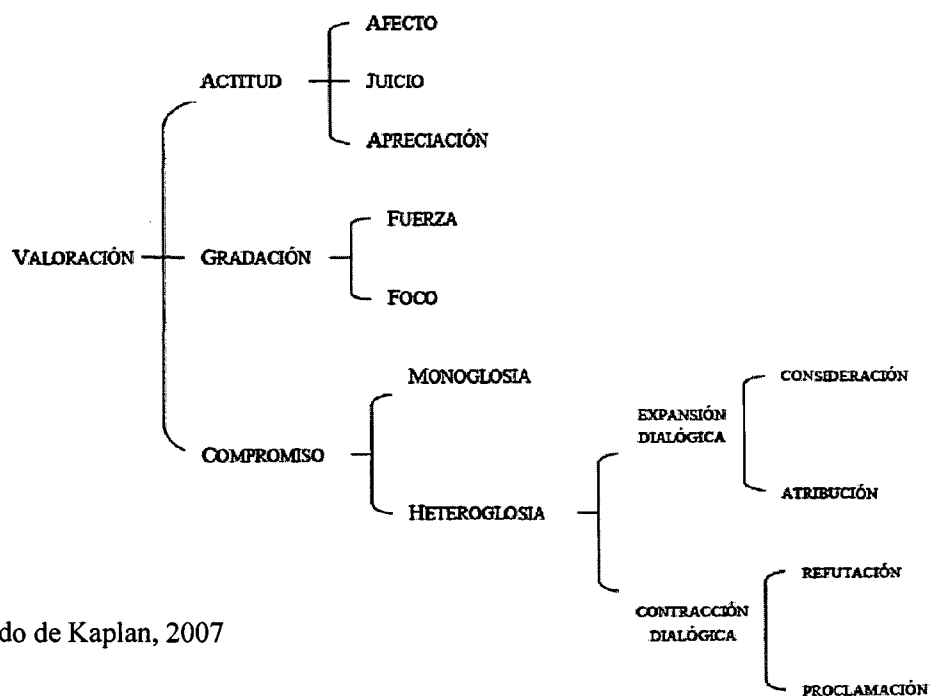 AFECTO
ACTITUD
JUICIO
APRECIACIÓN
FUERZA
VALORACIÓN
GRADACIÓN
FOCO
MONOGLOSIA
COMPROMISO
HETEROGLOSIA
EXPANSIÓN
DIALÓGICA
CONSIDERACIÓN
ATRIBUCIÓN
CONTRACCIÓN
DIALÓGICA
REFUTACIÓN
PROCLAMACIÓN
do de Kaplan, 2007